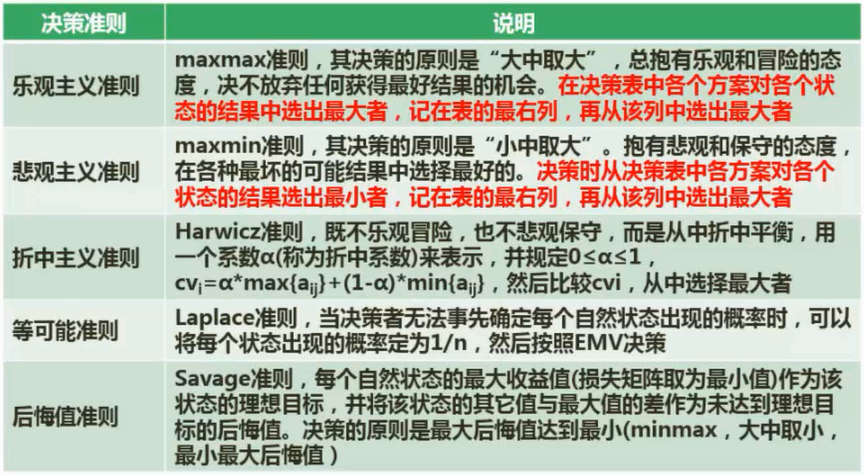 决策准则 说明
乐观主义准则
maxmax准则，其决策的原则是“大中取大”，总抱有乐观和冒险的态
度，决不放弃任何获得最好结果的机会。在决策表中各个方案对各个状
态的结果中选出最大者，记在表的最右列，再从该列中选出最大者
悲观主义准则
maxmin准则，其决策的原则是“小中取大”。抱有悲观和保守的态度，
在各种最坏的可能结果中选择最好的。决策时从决策表中各方案对各个
状态的结果选出最小者，记在表的最右列，再从该列中选出最大者
折中主义准则
Harwicz准则，既不乐观冒险，也不悲观保守，而是从中折中平衡，用
一个系数α(称为折中系数)来表示，并规定0≤α≤1，
cvᵢ=α*max{aᵢⱼ}+(1-α)*min{aᵢⱼ}，然后比较cvi，从中选择最大者
等可能准则
Laplace准则，当决策者无法事先确定每个自然状态出现的概率时，可以
将每个状态出现的概率定为1/n，然后按照EMV决策
后悔值准则
Savage准则，每个自然状态的最大收益值(损失矩阵取为最小值)作为该
状态的理想目标，并将该状态的其它值与最大值的差作为未达到理想目
标的后悔值。决策的原则是最大后悔值达到最小(minmax，大中取小，
最小最大后悔值）